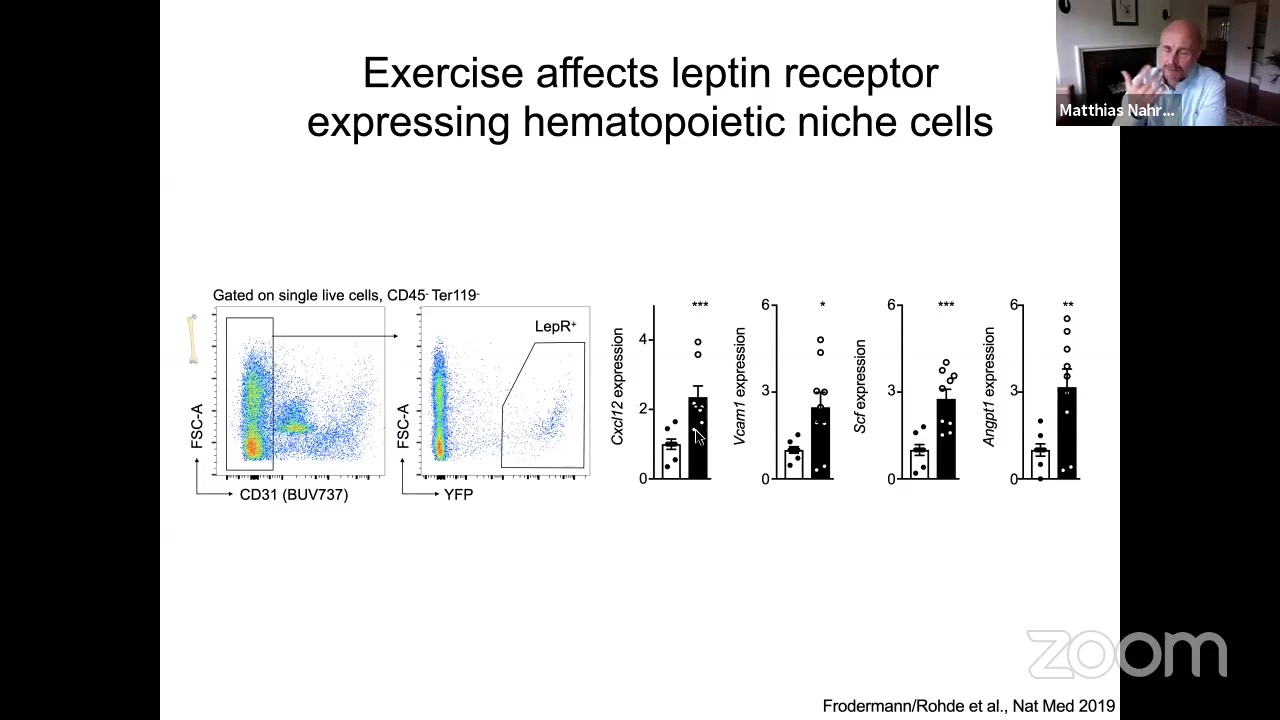 Exercise affects leptin receptor
expressing hematopoietic niche cells
Matthias Nahr...
Gated on single live cells, CD45- Ter119-
LepR+
FSC-A
CD31 (BUV737)
FSC-A
YFP
Cxcl12 expression
4
2
0
***
Vcam1 expression
6
3
0
*
Scf expression
6
3
0
***
Angpt1 expression
6
3
0
**
zoom
Frodermann/Rohde et al., Nat Med 2019